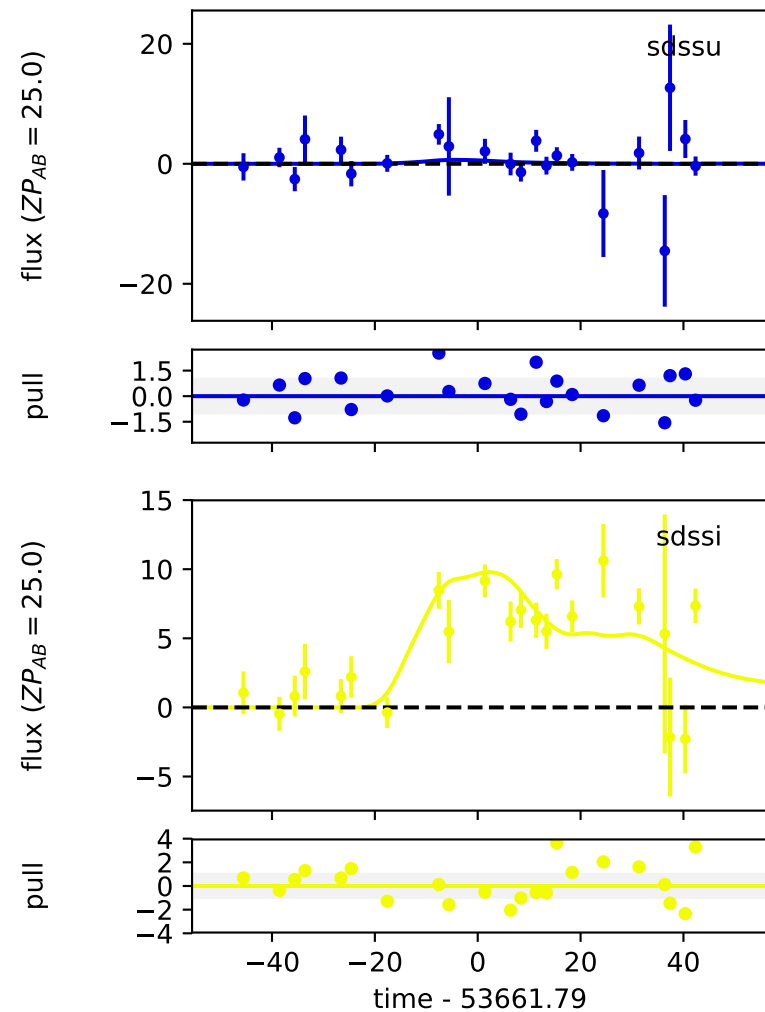 flux (ZP_AB = 25.0)
20
0
−20
sdssu
pull
1.5
0.0
−1.5
flux (ZP_AB = 25.0)
15
10
5
0
−5
sdssi
pull
4
2
0
−2
−4
−40 −20 0 20 40
time - 53661.79